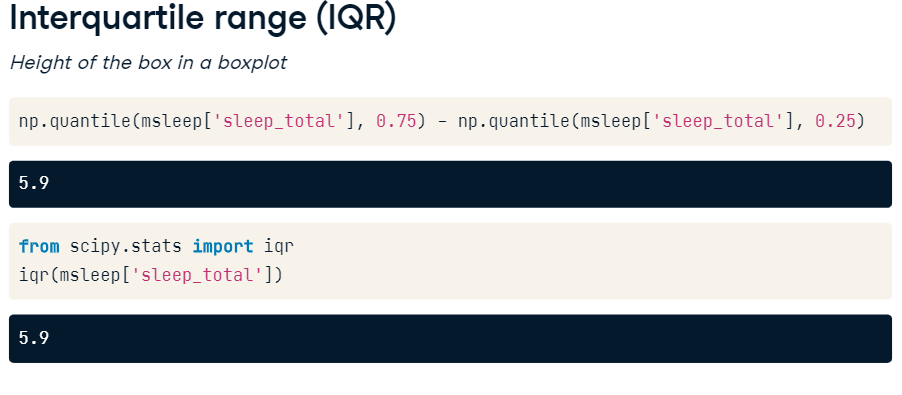 Interquartile range (IQR)
Height of the box in a boxplot
np.quantile(msleep['sleep_total'], 0.75) - np.quantile(msleep['sleep_total'], 0.25)
5.9
from scipy.stats import iqr
iqr(msleep['sleep_total'])
5.9